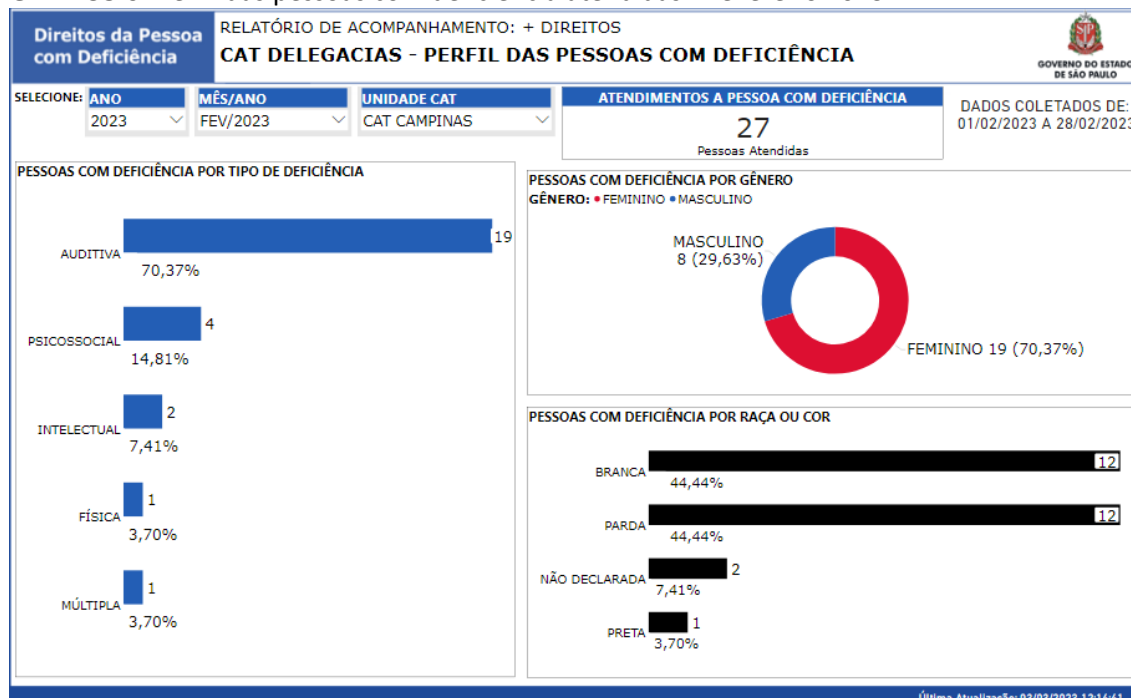 Direitos da Pessoa
com Deficiência
RELATÓRIO DE ACOMPANHAMENTO: + DIREITOS
CAT DELEGACIAS - PERFIL DAS PESSOAS COM DEFICIÊNCIA
GOVERNO DO ESTADO
DE SÃO PAULO
SELECIONE:
ANO
2023
MÊS/ANO
FEV/2023
UNIDADE CAT
CAT CAMPINAS
ATENDIMENTOS A PESSOA COM DEFICIÊNCIA
27
Pessoas Atendidas
DADOS COLETADOS DE:
01/02/2023 A 28/02/2023
PESSOAS COM DEFICIÊNCIA POR TIPO DE DEFICIÊNCIA
AUDITIVA
19
70,37%
PSICOSSOCIAL
4
14,81%
INTELECTUAL
2
7,41%
FÍSICA
1
3,70%
MÚLTIPLA
1
3,70%
PESSOAS COM DEFICIÊNCIA POR GÊNERO
GÊNERO: FEMININO MASCULINO
MASCULINO
8 (29,63%)
FEMININO 19 (70,37%)
PESSOAS COM DEFICIÊNCIA POR RAÇA OU COR
BRANCA
12
44,44%
PARDA
12
44,44%
NÃO DECLARADA
2
7,41%
PRETA
1
3,70%